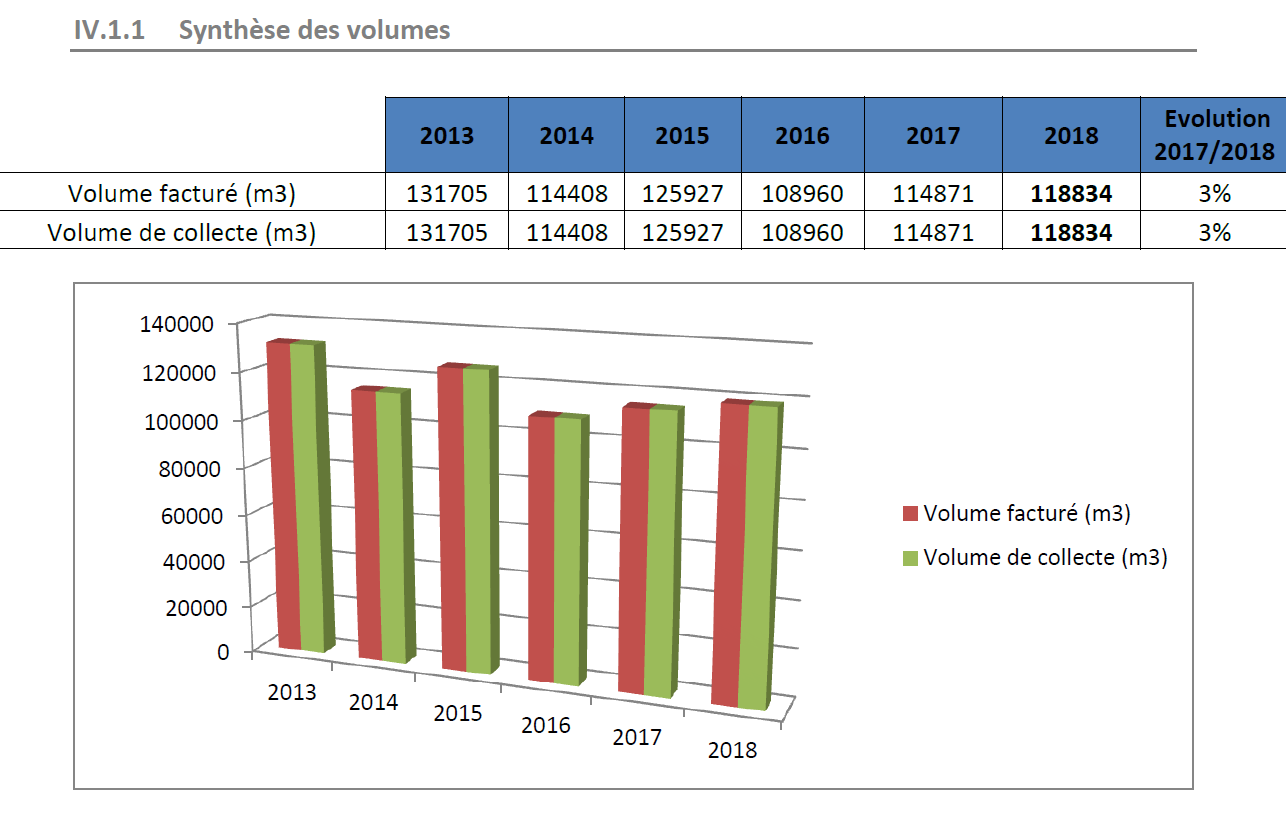 IV.1.1 Synthèse des volumes
2013 2014 2015 2016 2017 2018 Evolution 2017/2018
Volume facturé (m3) 131705 114408 125927 108960 114871 118834 3%
Volume de collecte (m3) 131705 114408 125927 108960 114871 118834 3%
140000
120000
100000
80000
60000
40000
20000
0
2013 2014 2015 2016 2017 2018
Volume facturé (m3)
Volume de collecte (m3)